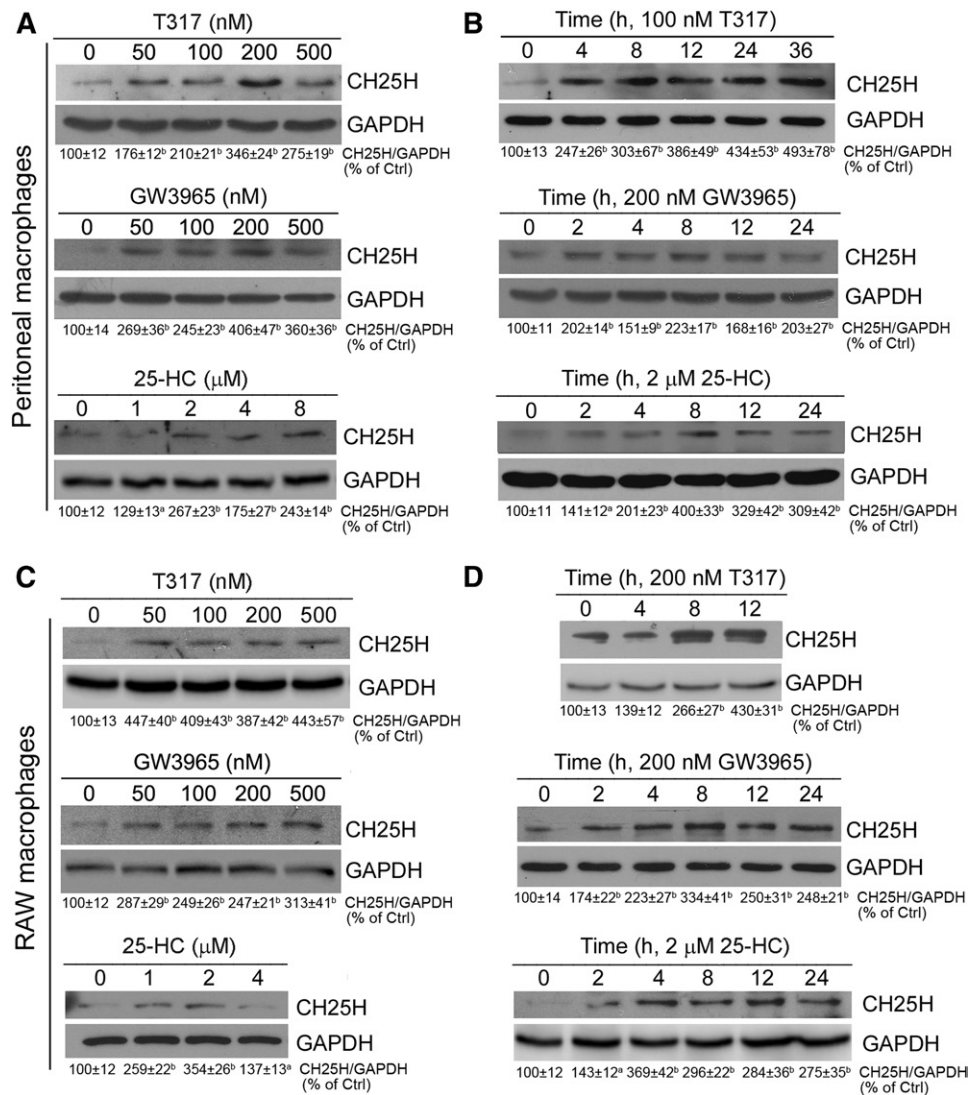 A
Peritoneal macrophages
T317 (nM)
0 50 100 200 500
CH25H
GAPDH
100±12 176±12ᵇ 210±21ᵇ 346±24ᵇ 275±19ᵇ CH25H/GAPDH
(% of Ctrl)
GW3965 (nM)
0 50 100 200 500
CH25H
GAPDH
100±14 269±36ᵇ 245±23ᵇ 406±47ᵇ 360±36ᵇ CH25H/GAPDH
(% of Ctrl)
25-HC (μM)
0 1 2 4 8
CH25H
GAPDH
100±12 129±13ᵃ 267±23ᵇ 175±27ᵇ 243±14ᵇ CH25H/GAPDH
(% of Ctrl)
B
Time (h, 100 nM T317)
0 4 8 12 24 36
CH25H
GAPDH
100±13 247±26ᵇ 303±67ᵇ 386±49ᵇ 434±53ᵇ 493±78ᵇ CH25H/GAPDH
(% of Ctrl)
Time (h, 200 nM GW3965)
0 2 4 8 12 24
CH25H
GAPDH
100±11 202±14ᵇ 151±9ᵇ 223±17ᵇ 168±16ᵇ 203±27ᵇ CH25H/GAPDH
(% of Ctrl)
Time (h, 2 μM 25-HC)
0 2 4 8 12 24
CH25H
GAPDH
100±11 141±12ᵃ 201±23ᵇ 400±33ᵇ 329±42ᵇ 309±42ᵇ CH25H/GAPDH
(% of Ctrl)
C
RAW macrophages
T317 (nM)
0 50 100 200 500
CH25H
GAPDH
100±13 447±40ᵇ 409±43ᵇ 387±42ᵇ 443±57ᵇ CH25H/GAPDH
(% of Ctrl)
GW3965 (nM)
0 50 100 200 500
CH25H
GAPDH
100±12 287±29ᵇ 249±26ᵇ 247±21ᵇ 313±41ᵇ CH25H/GAPDH
(% of Ctrl)
25-HC (μM)
0 1 2 4
CH25H
GAPDH
100±12 259±22ᵇ 354±26ᵇ 137±13ᵃ CH25H/GAPDH
(% of Ctrl)
D
Time (h, 200 nM T317)
0 4 8 12
CH25H
GAPDH
100±13 139±12 266±27ᵇ 430±31ᵇ CH25H/GAPDH
(% of Ctrl)
Time (h, 200 nM GW3965)
0 2 4 8 12 24
CH25H
GAPDH
100±14 174±22ᵇ 223±27ᵇ 334±41ᵇ 250±31ᵇ 248±21ᵇ CH25H/GAPDH
(% of Ctrl)
Time (h, 2 μM 25-HC)
0 2 4 8 12 24
CH25H
GAPDH
100±12 143±12ᵃ 369±42ᵇ 296±22ᵇ 284±36ᵇ 275±35ᵇ CH25H/GAPDH
(% of Ctrl)